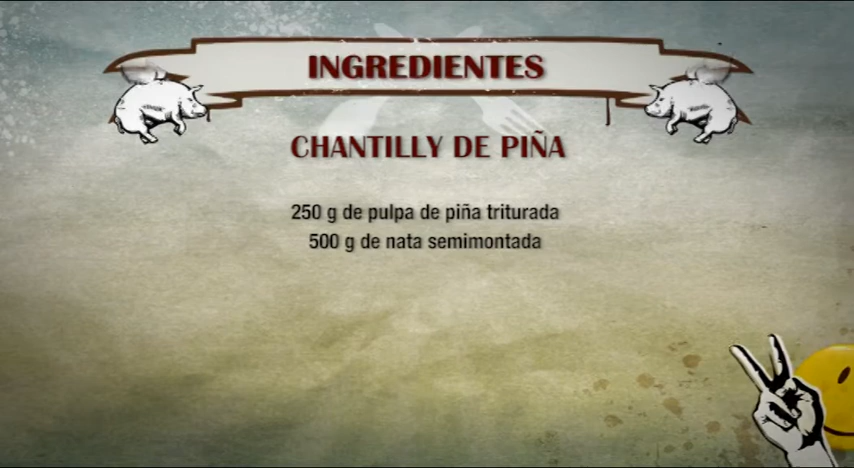 INGREDIENTES
CHANTILLY DE PIÑA
250 g de pulpa de piña triturada
500 g de nata semimontada